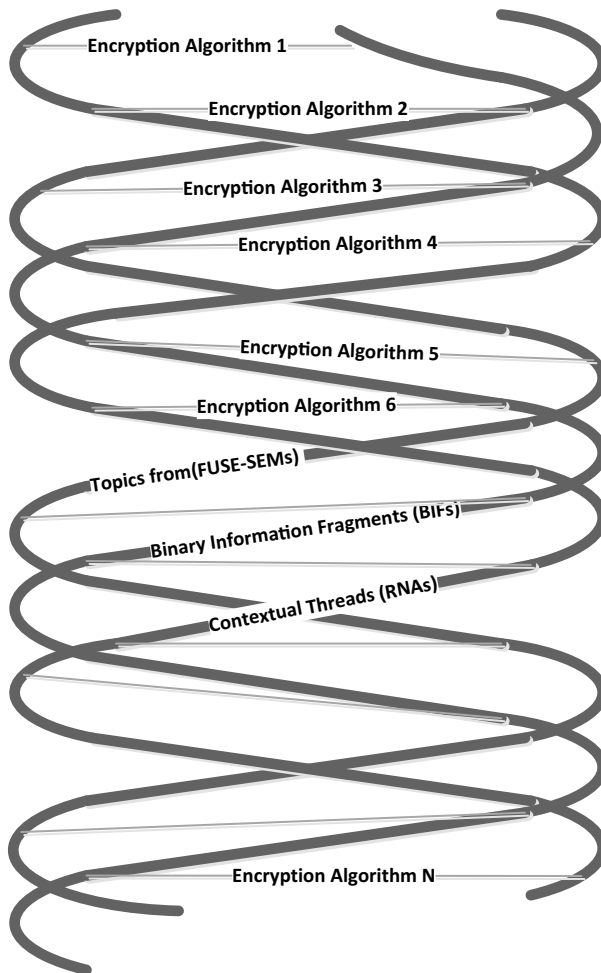 Encryption Algorithm 1
Encryption Algorithm 2
Encryption Algorithm 3
Encryption Algorithm 4
Encryption Algorithm 5
Encryption Algorithm 6
Topics from(FUSE-SEMs)
Binary Information Fragments (BIFs)
Contextual Threads (RNAs)
Encryption Algorithm N